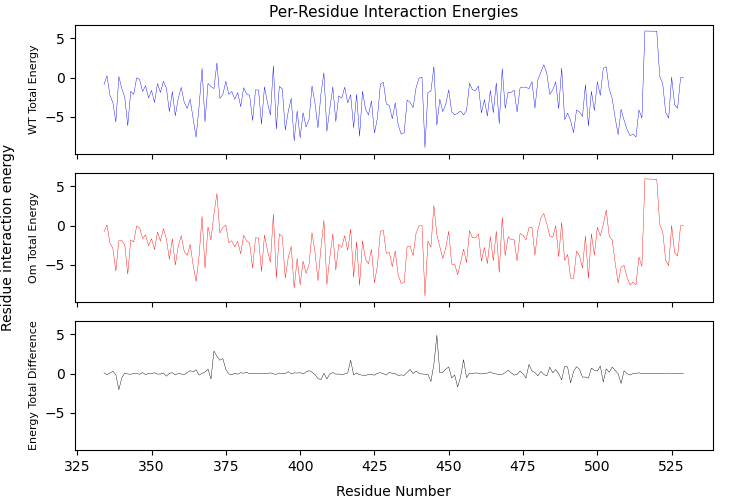 Per-Residue Interaction Energies
Residue interaction energy
WT Total Energy
5
0
−5
Om Total Energy
5
0
−5
Energy Total Difference
5
0
−5
325 350 375 400 425 450 475 500 525
Residue Number